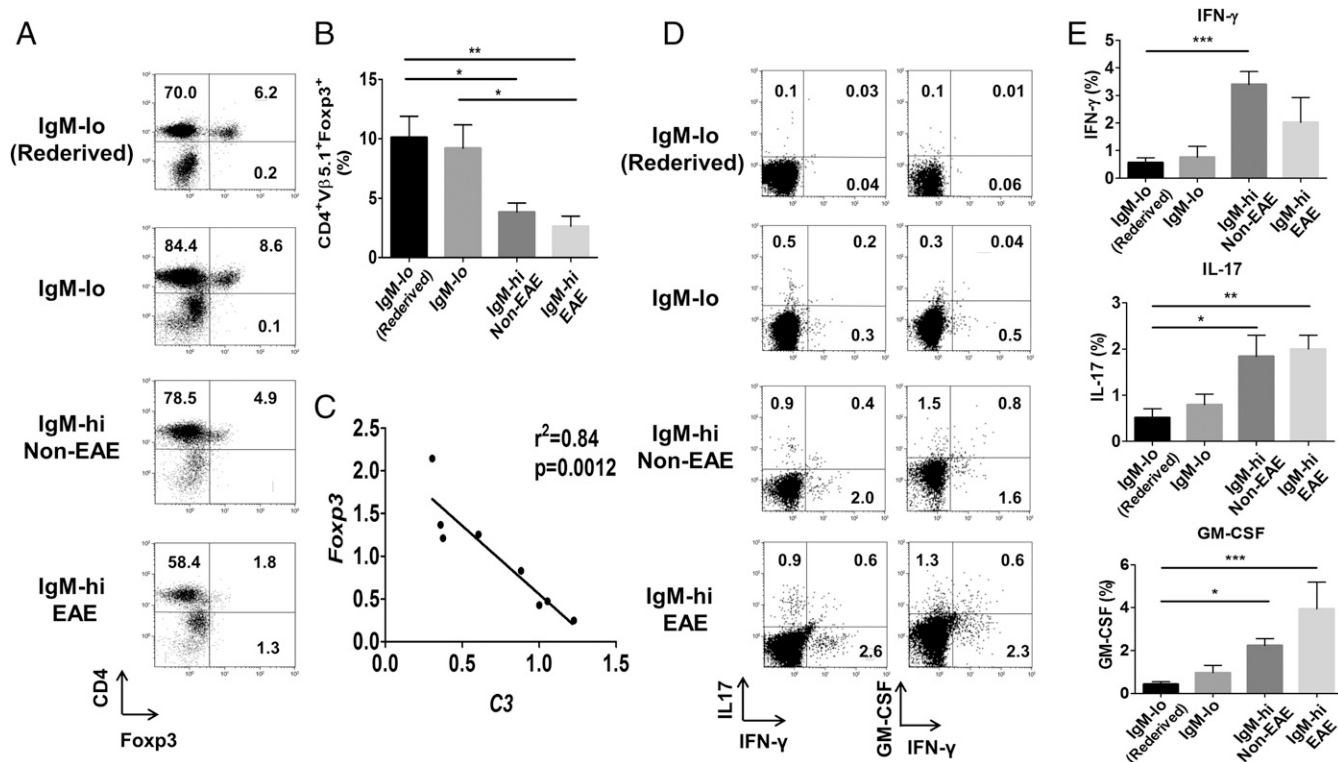 A
IgM-lo
(Rederived)
70.0 6.2
0.2
IgM-lo
84.4 8.6
0.1
IgM-hi
Non-EAE
78.5 4.9
IgM-hi
EAE
58.4 1.8
1.3
CD4
Foxp3
B
**
*
*
15
10
5
0
CD4⁺Vβ5.1⁺Foxp3⁺
(%)
IgM-lo
(Rederived)
IgM-lo
IgM-hi
Non-EAE
IgM-hi
EAE
C
r²=0.84
p=0.0012
2.5
2.0
1.5
1.0
0.5
0.0
Foxp3
0.0 0.5 1.0 1.5
C3
D
IgM-lo
(Rederived)
0.1 0.03
0.04
0.1 0.01
0.06
IgM-lo
0.5 0.2
0.3
0.3 0.04
0.5
IgM-hi
Non-EAE
0.9 0.4
2.0
1.5 0.8
1.6
IgM-hi
EAE
0.9 0.6
2.6
1.3 0.6
2.3
IL17
IFN-γ
GM-CSF
IFN-γ
E
IFN-γ
***
5
4
3
2
1
0
IFN-γ (%)
IgM-lo
(Rederived)
IgM-lo
IgM-hi
Non-EAE
IgM-hi
EAE
IL-17
**
*
3
2
1
0
IL-17 (%)
IgM-lo
(Rederived)
IgM-lo
IgM-hi
Non-EAE
IgM-hi
EAE
GM-CSF
***
*
6
4
2
0
GM-CSF (%)
IgM-lo
(Rederived)
IgM-lo
IgM-hi
Non-EAE
IgM-hi
EAE